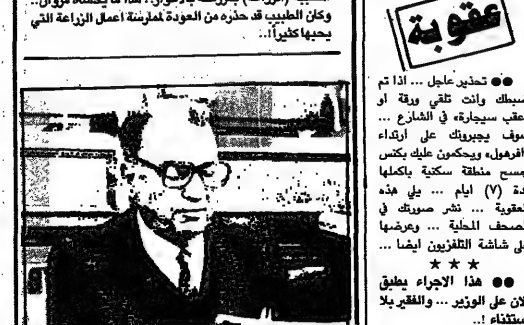 وكان الطبيب قد حذره من العودة لممارسة اعمال الزراعة التي
يحبها كثيراً !..
عقوبة
●● تحذير عاجل ... اذا تم
ضبطك وانت تلقي ورقة او
«عقب سيجارة» في الشارع ...
سوف يجبرونك على ارتداء
«افرهول» ويحكمون عليك بكنس
ومسح منطقة سكنية باكملها
لمدة (٧) ايام ... يلي هذه
العقوبة ... نشر صورتك في
الصحف المحلية ... وعرضها
على شاشة التلفزيون ايضا ...
★ ★ ★
●● هذا الاجراء يطبق
الان على الوزير ... والفقير بلا
استثناء !..